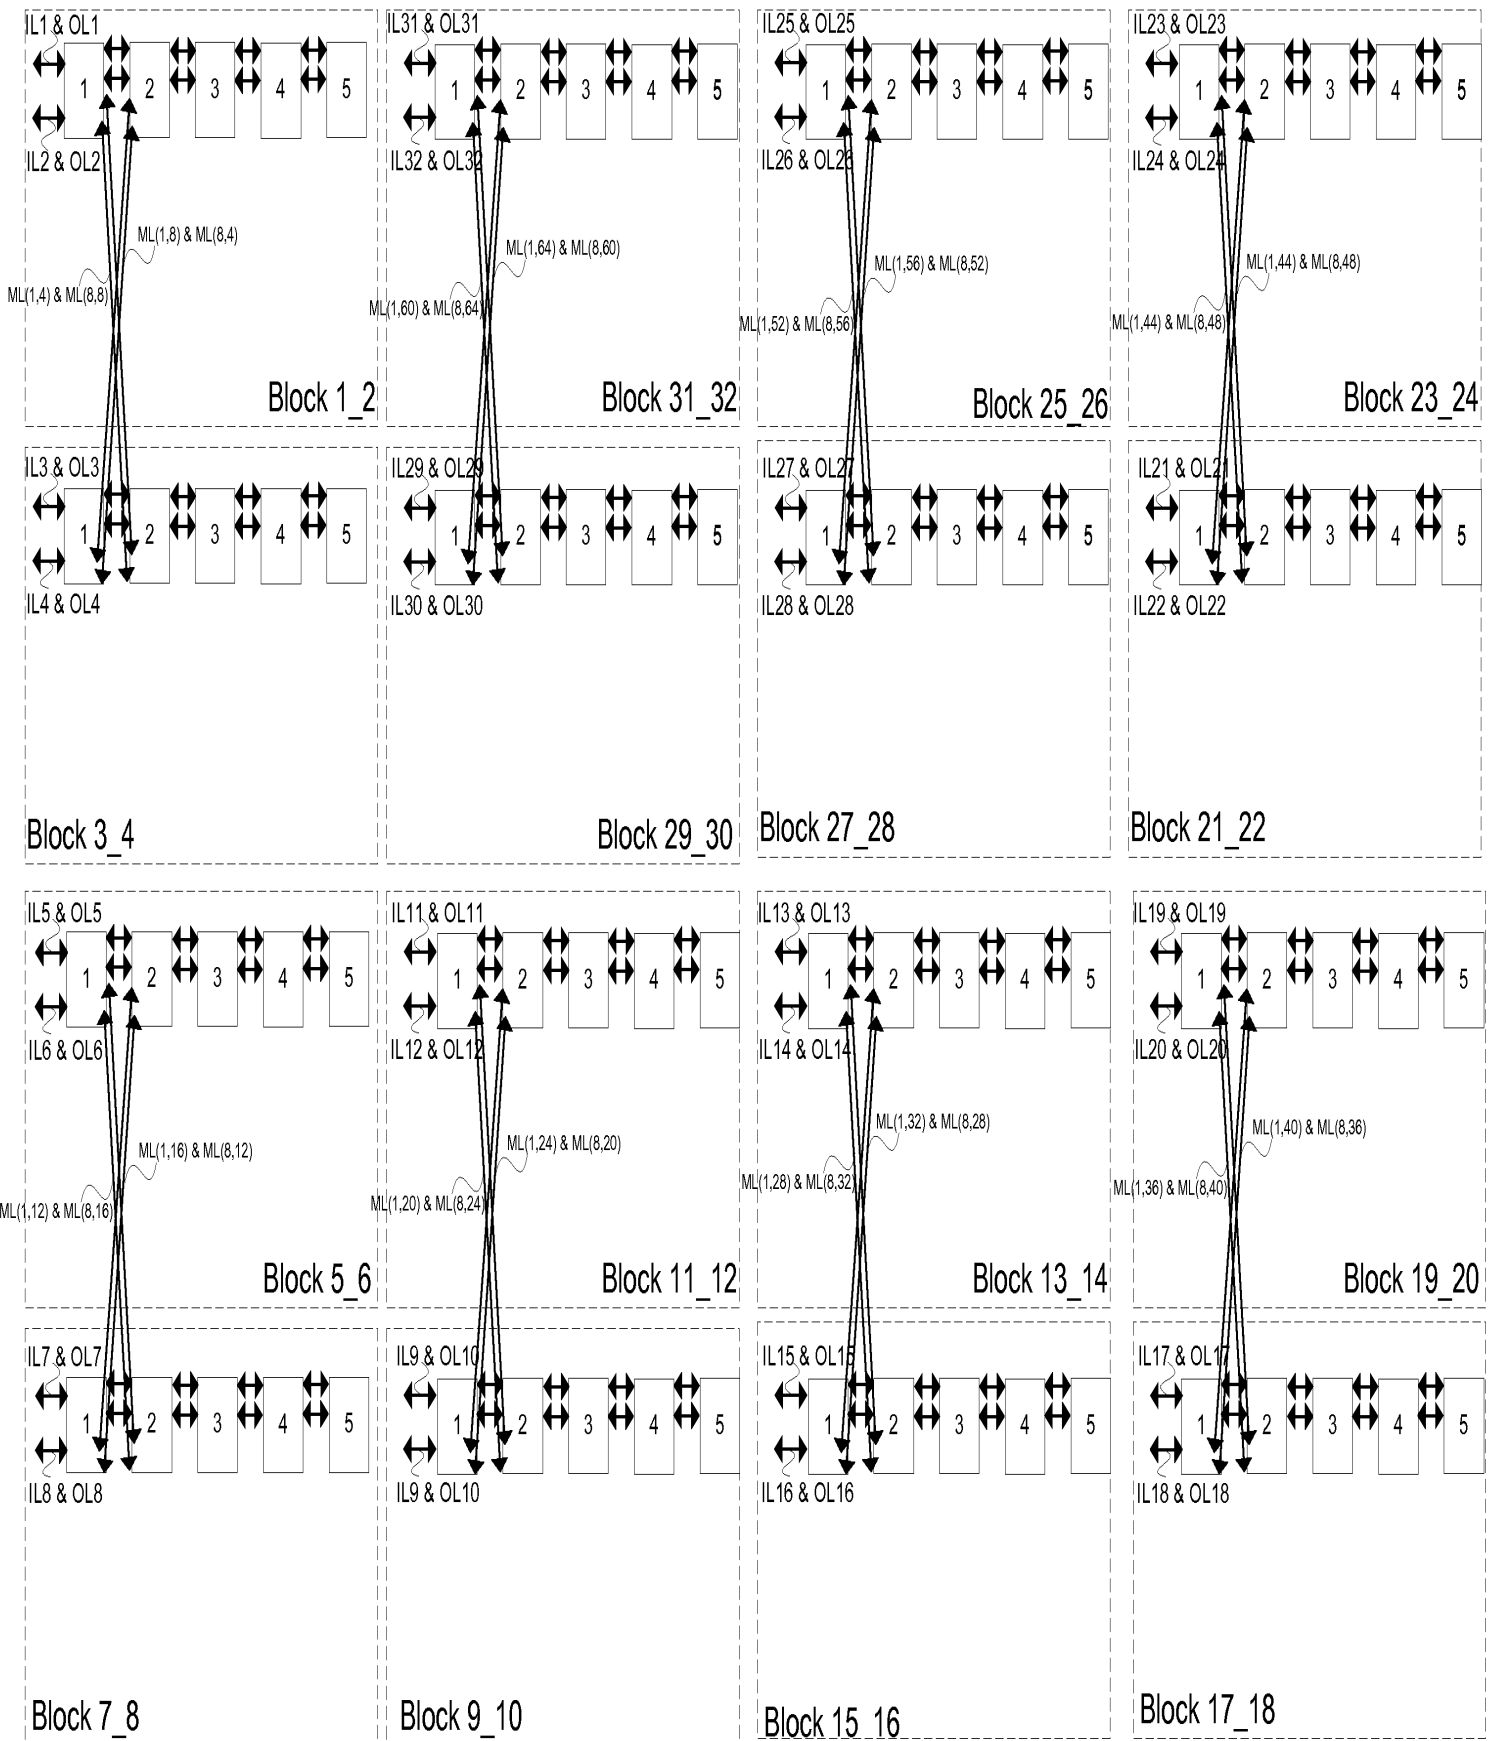 IL1 & OL1
1 2 3 4 5
IL2 & OL2
ML(1,8) & ML(8,4)
ML(1,4) & ML(8,8)
Block 1_2
IL31 & OL31
1 2 3 4 5
IL32 & OL32
ML(1,64) & ML(8,60)
ML(1,60) & ML(8,64)
Block 31_32
IL25 & OL25
1 2 3 4 5
IL26 & OL26
ML(1,56) & ML(8,52)
ML(1,52) & ML(8,56)
Block 25_26
IL23 & OL23
1 2 3 4 5
IL24 & OL24
ML(1,44) & ML(8,48)
ML(1,44) & ML(8,48)
Block 23_24
IL3 & OL3
1 2 3 4 5
IL4 & OL4
Block 3_4
IL29 & OL29
1 2 3 4 5
IL30 & OL30
Block 29_30
IL27 & OL27
1 2 3 4 5
IL28 & OL28
Block 27_28
IL21 & OL21
1 2 3 4 5
IL22 & OL22
Block 21_22
IL5 & OL5
1 2 3 4 5
IL6 & OL6
ML(1,16) & ML(8,12)
ML(1,12) & ML(8,16)
Block 5_6
IL11 & OL11
1 2 3 4 5
IL12 & OL12
ML(1,24) & ML(8,20)
ML(1,20) & ML(8,24)
Block 11_12
IL13 & OL13
1 2 3 4 5
IL14 & OL14
ML(1,32) & ML(8,28)
ML(1,28) & ML(8,32)
Block 13_14
IL19 & OL19
1 2 3 4 5
IL20 & OL20
ML(1,40) & ML(8,36)
ML(1,36) & ML(8,40)
Block 19_20
IL7 & OL7
1 2 3 4 5
IL8 & OL8
Block 7_8
IL9 & OL10
1 2 3 4 5
IL9 & OL10
Block 9_10
IL15 & OL15
1 2 3 4 5
IL16 & OL16
Block 15_16
IL17 & OL17
1 2 3 4 5
IL18 & OL18
Block 17_18